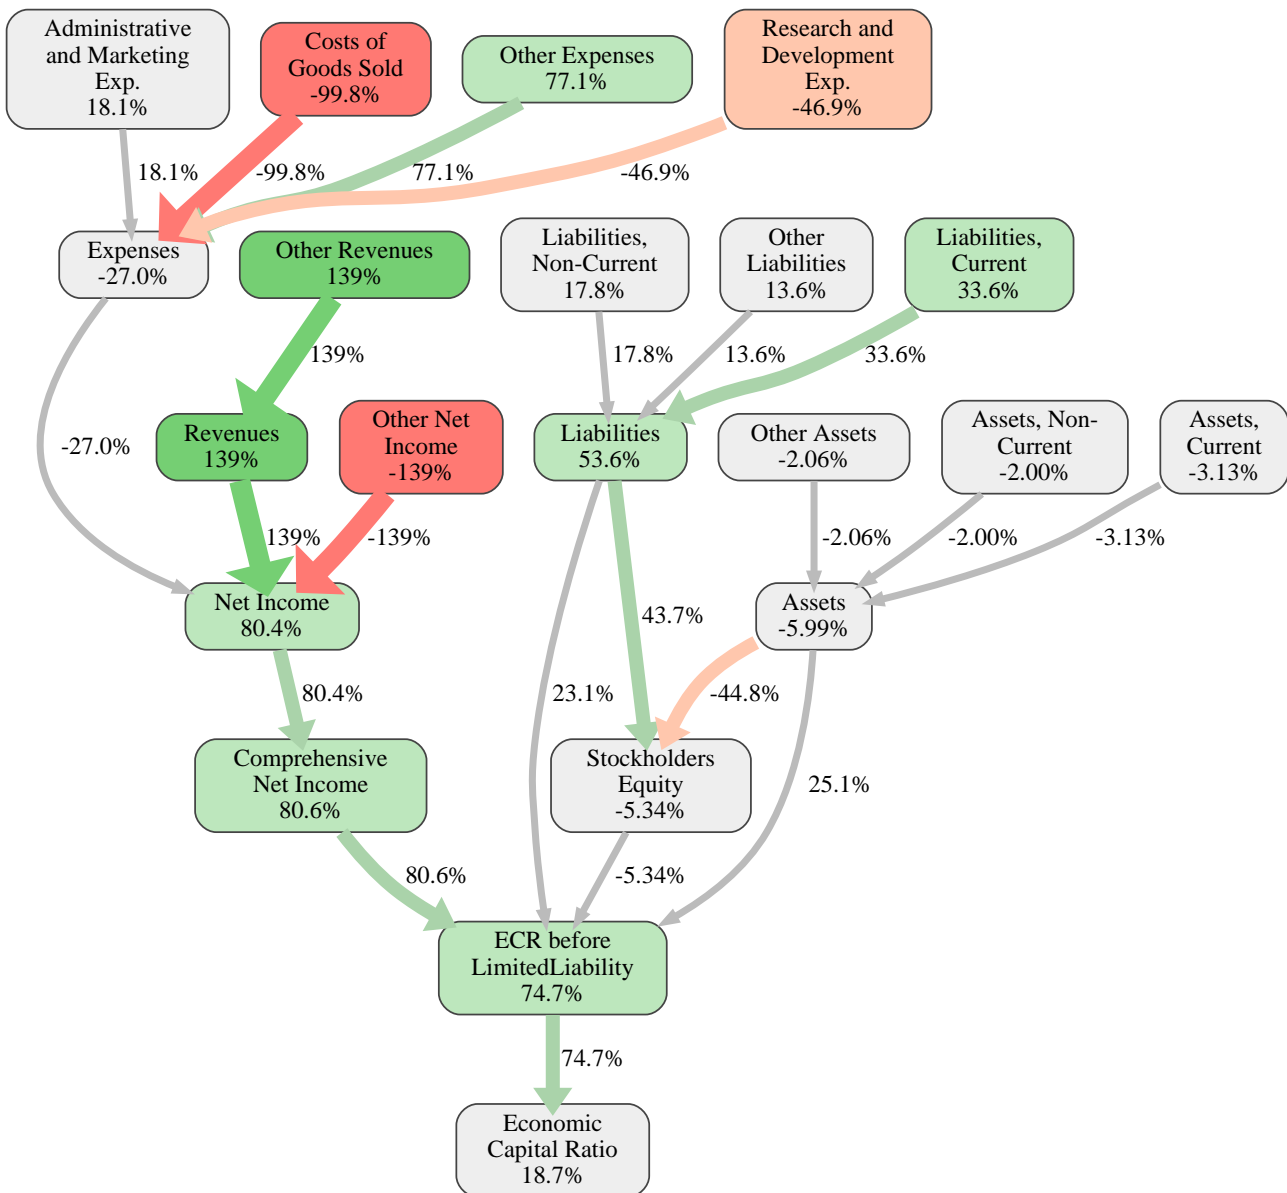 Administrative
and Marketing
Exp.
18.1%
Costs of
Goods Sold
-99.8%
Other Expenses
77.1%
Research and
Development
Exp.
-46.9%
18.1%
-99.8%
77.1%
-46.9%
Expenses
-27.0%
Other Revenues
139%
Liabilities,
Non-Current
17.8%
Other
Liabilities
13.6%
Liabilities,
Current
33.6%
139%
17.8%
13.6%
33.6%
-27.0%
Revenues
139%
Other Net
Income
-139%
Liabilities
53.6%
Other Assets
-2.06%
Assets, Non-
Current
-2.00%
Assets,
Current
-3.13%
139%
-139%
-2.06%
-2.00%
-3.13%
Net Income
80.4%
43.7%
Assets
-5.99%
80.4%
23.1%
-44.8%
Comprehensive
Net Income
80.6%
Stockholders
Equity
-5.34%
25.1%
80.6%
-5.34%
ECR before
LimitedLiability
74.7%
74.7%
Economic
Capital Ratio
18.7%